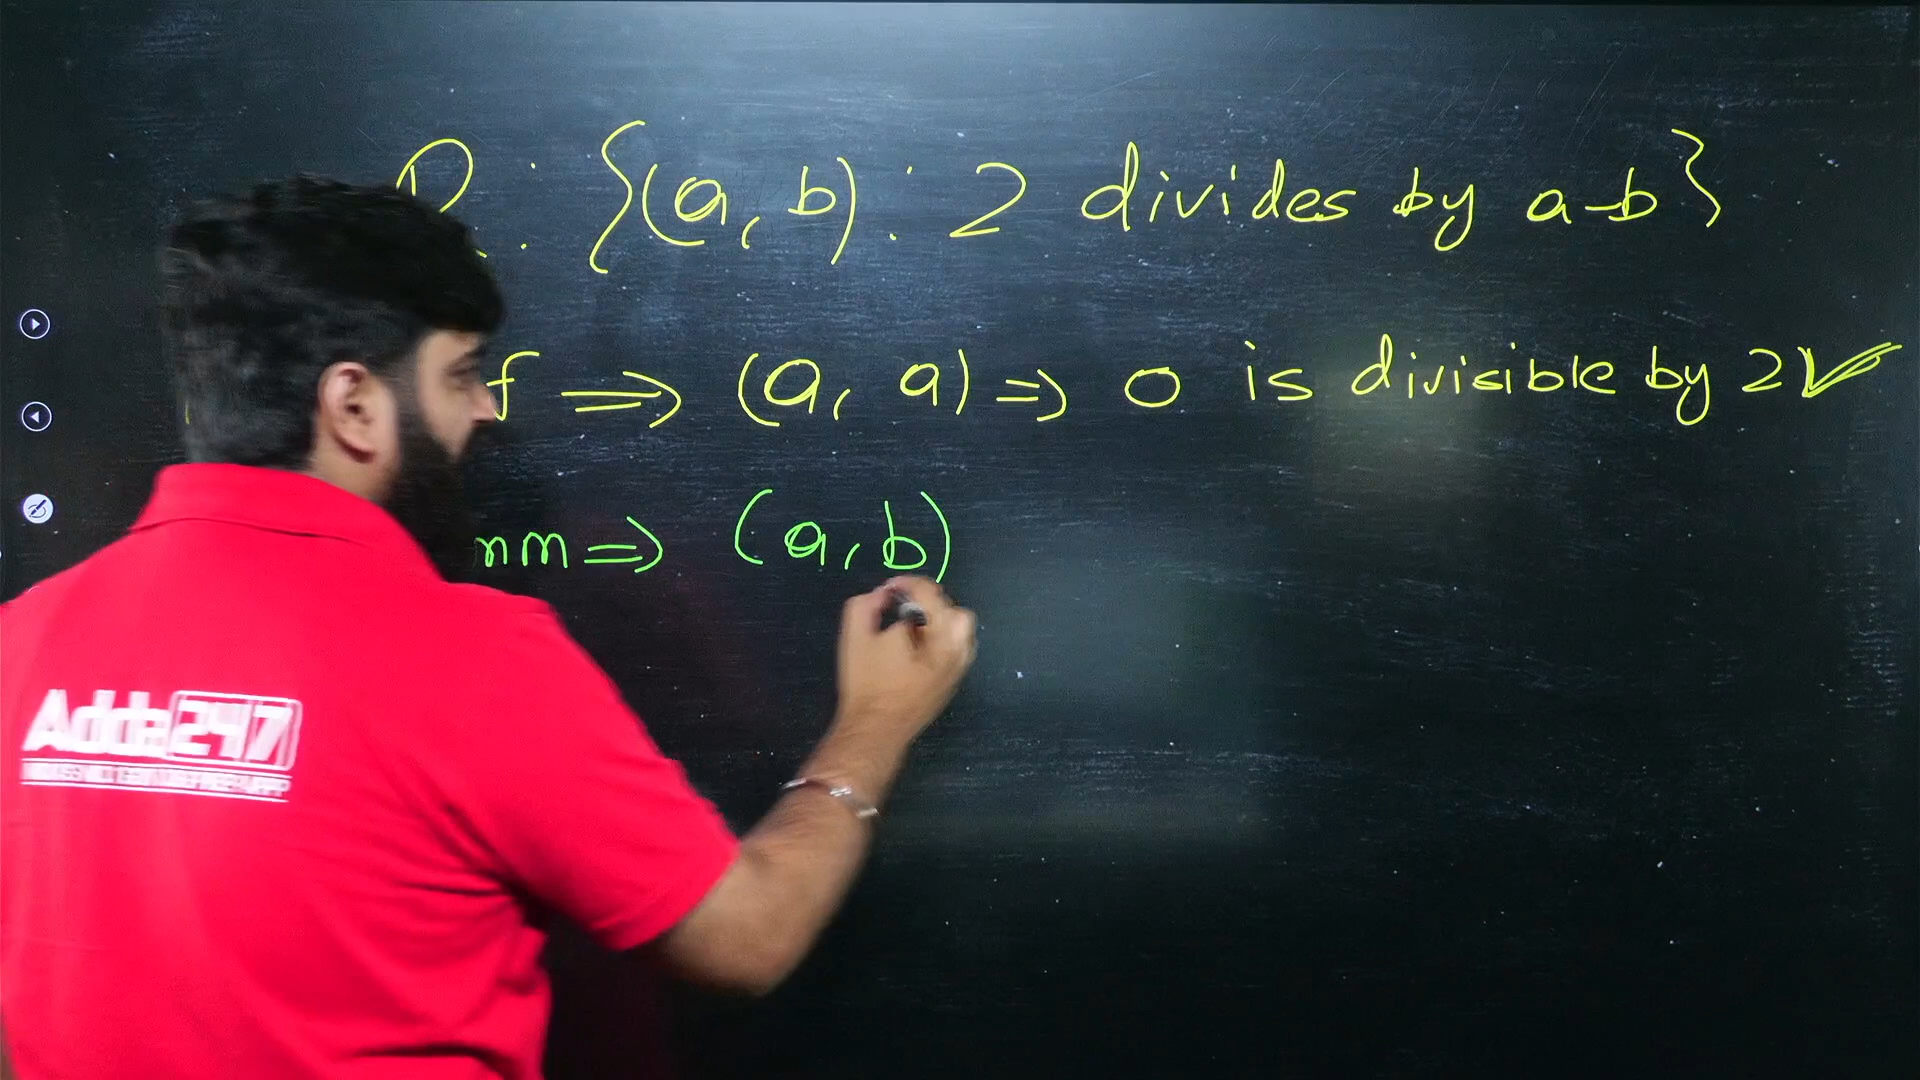 R : {(a, b) : 2 divides by a-b}
f ⇒ (a, a) ⇒ 0 is divisible by 2 ✓
mm ⇒ (a, b)
Adda247